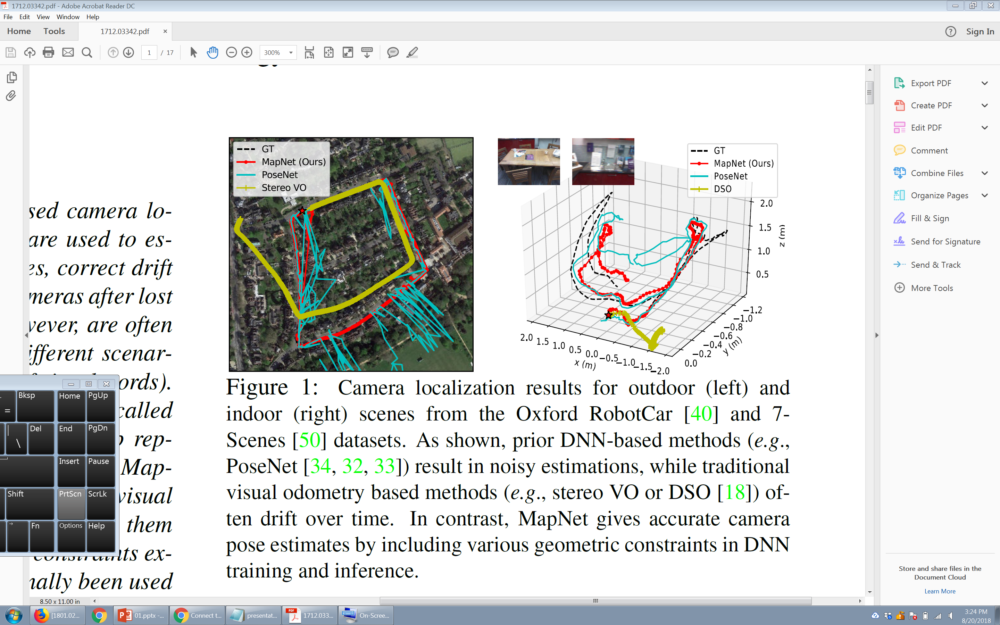 1712.03342.pdf - Adobe Acrobat Reader DC
File Edit View Window Help
Home Tools 1712.03342.pdf × Sign In
1 / 17 300%
sed camera lo-
are used to es-
es, correct drift
meras after lost
vever, are often
ifferent scenar-
ords).
called
rep-
Map-
visual
them
constraints ex-
nally been used
GT
MapNet (Ours)
PoseNet
Stereo VO
GT
MapNet (Ours)
PoseNet
DSO
2.0
1.5
1.0
0.5
z (m)
2.0 1.5 1.0 0.5 0.0 −0.5 −1.0 −1.5 −2.0
x (m)
−1.2
−1.0
−0.8
−0.6
−0.4
−0.2
0.0
y (m)
Figure 1: Camera localization results for outdoor (left) and
indoor (right) scenes from the Oxford RobotCar [40] and 7-
Scenes [50] datasets. As shown, prior DNN-based methods (e.g.,
PoseNet [34, 32, 33]) result in noisy estimations, while traditional
visual odometry based methods (e.g., stereo VO or DSO [18]) of-
ten drift over time. In contrast, MapNet gives accurate camera
pose estimates by including various geometric constraints in DNN
training and inference.
Export PDF
Create PDF
Edit PDF
Comment
Combine Files
Organize Pages
Fill & Sign
Send for Signature
Send & Track
More Tools
Store and share files in the
Document Cloud
Learn More
= Bksp Home PgUp
\ Del End PgDn
Insert Pause
Shift PrtScn ScrLk
Fn Options Help
8.50 x 11.00 in
[1801.02... 01.pptx -... Connect t... presentat... 1712.033... On-Scree...
3:24 PM
8/20/2018